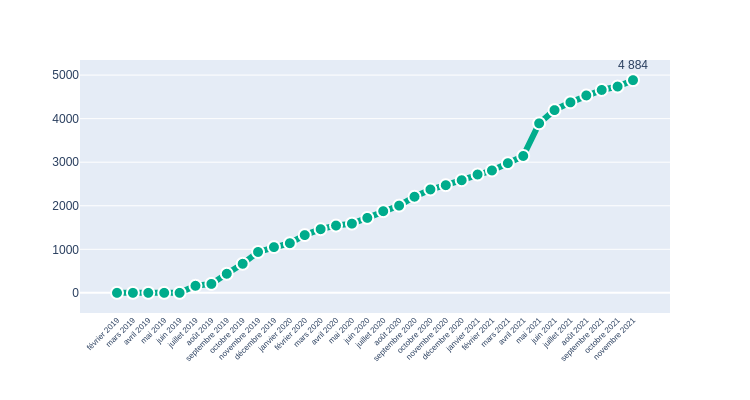 4 884
5000
4000
3000
2000
1000
0
février 2019
mars 2019
avril 2019
mai 2019
juin 2019
juillet 2019
août 2019
septembre 2019
octobre 2019
novembre 2019
décembre 2019
janvier 2020
février 2020
mars 2020
avril 2020
mai 2020
juin 2020
juillet 2020
août 2020
septembre 2020
octobre 2020
novembre 2020
décembre 2020
janvier 2021
février 2021
mars 2021
avril 2021
mai 2021
juin 2021
juillet 2021
août 2021
septembre 2021
octobre 2021
novembre 2021